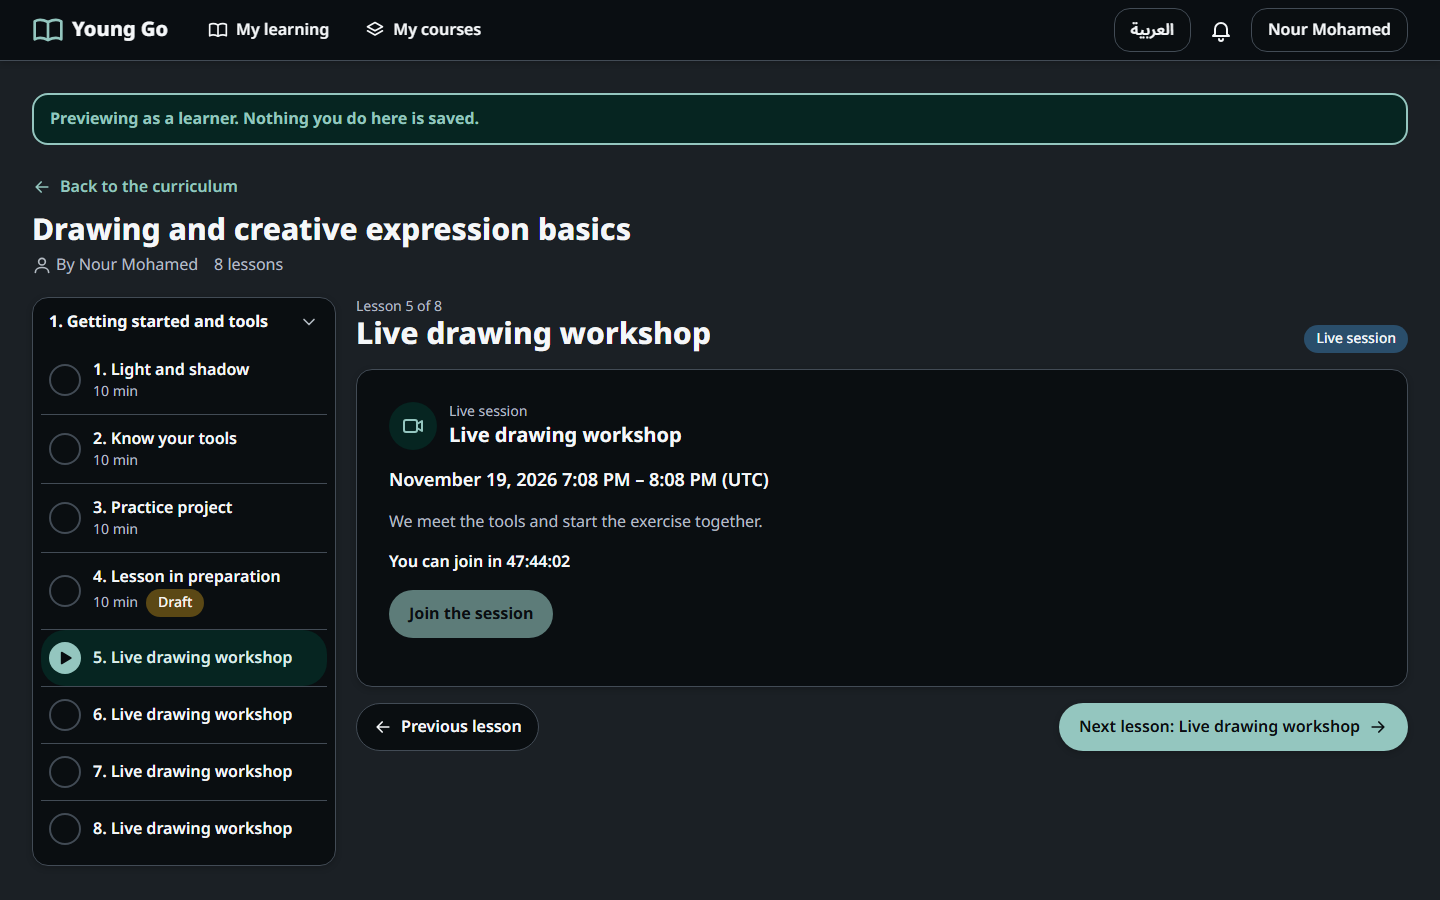 Young Go
My learning
My courses
العربية
Nour Mohamed
Previewing as a learner. Nothing you do here is saved.
Back to the curriculum
Drawing and creative expression basics
By Nour Mohamed 8 lessons
1. Getting started and tools
1. Light and shadow
10 min
2. Know your tools
10 min
3. Practice project
10 min
4. Lesson in preparation
10 min Draft
5. Live drawing workshop
6. Live drawing workshop
7. Live drawing workshop
8. Live drawing workshop
Lesson 5 of 8
Live drawing workshop
Live session
Live session
Live drawing workshop
November 19, 2026 7:08 PM – 8:08 PM (UTC)
We meet the tools and start the exercise together.
You can join in 47:44:02
Join the session
Previous lesson
Next lesson: Live drawing workshop